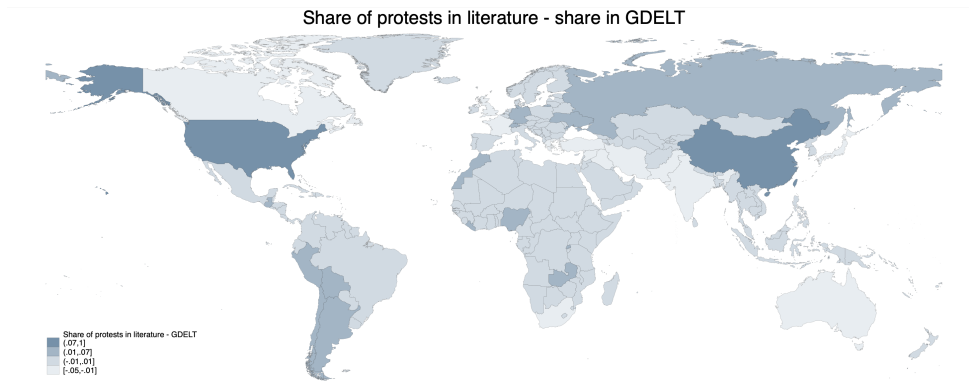 Share of protests in literature - share in GDELT
Share of protests in literature - GDELT
(.07,1]
(.01,.07]
(-.01,.01]
[-.05,-.01]